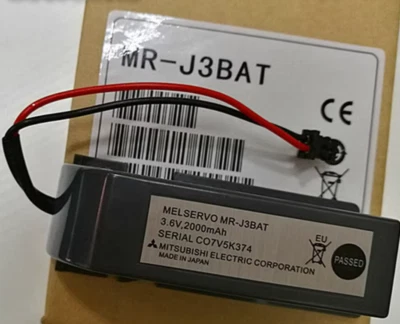 MR-J3BAT
CE
MELSERVO MR-J3BAT
3.6V,2000mAh
SERIAL CO7V5K374
MITSUBISHI ELECTRIC CORPORATION
MADE IN JAPAN
EU
PASSED